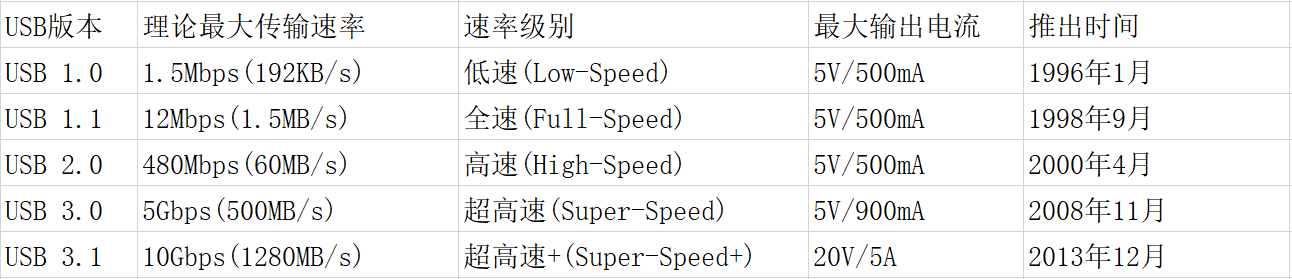 USB版本 理论最大传输速率 速率级别 最大输出电流 推出时间
USB 1.0 1.5Mbps(192KB/s) 低速(Low-Speed) 5V/500mA 1996年1月
USB 1.1 12Mbps(1.5MB/s) 全速(Full-Speed) 5V/500mA 1998年9月
USB 2.0 480Mbps(60MB/s) 高速(High-Speed) 5V/500mA 2000年4月
USB 3.0 5Gbps(500MB/s) 超高速(Super-Speed) 5V/900mA 2008年11月
USB 3.1 10Gbps(1280MB/s) 超高速+(Super-Speed+) 20V/5A 2013年12月